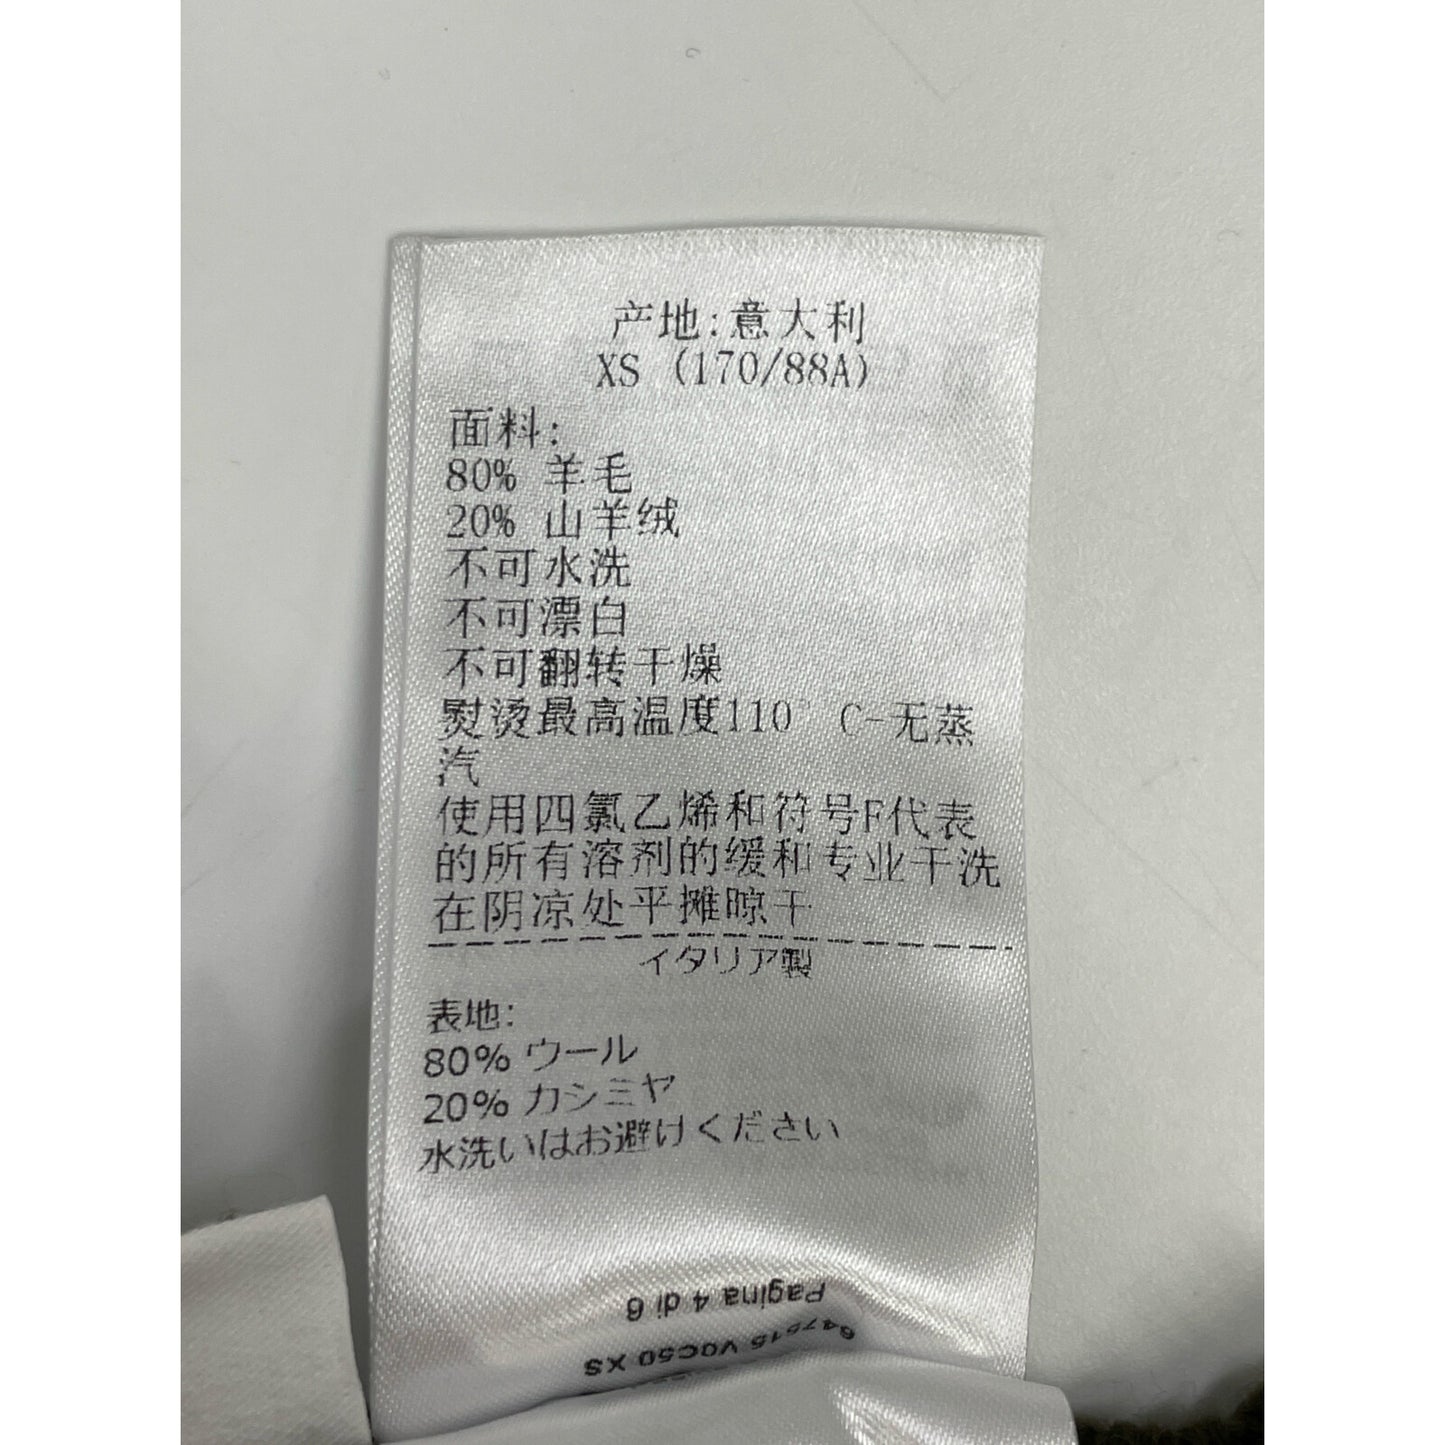 产地:意大利
XS (170/88A)
面料:
80% 羊毛
20% 山羊绒
不可水洗
不可漂白
不可翻转干燥
熨烫最高温度110° C-无蒸
汽
使用四氯乙烯和符号F代表
的所有溶剂的缓和专业干洗
在阴凉处平摊晾干
イタリア製
表地:
80% ウール
20% カシミヤ
水洗いはお避けください
Pagina 4 di 6
647515 V0C50 XS